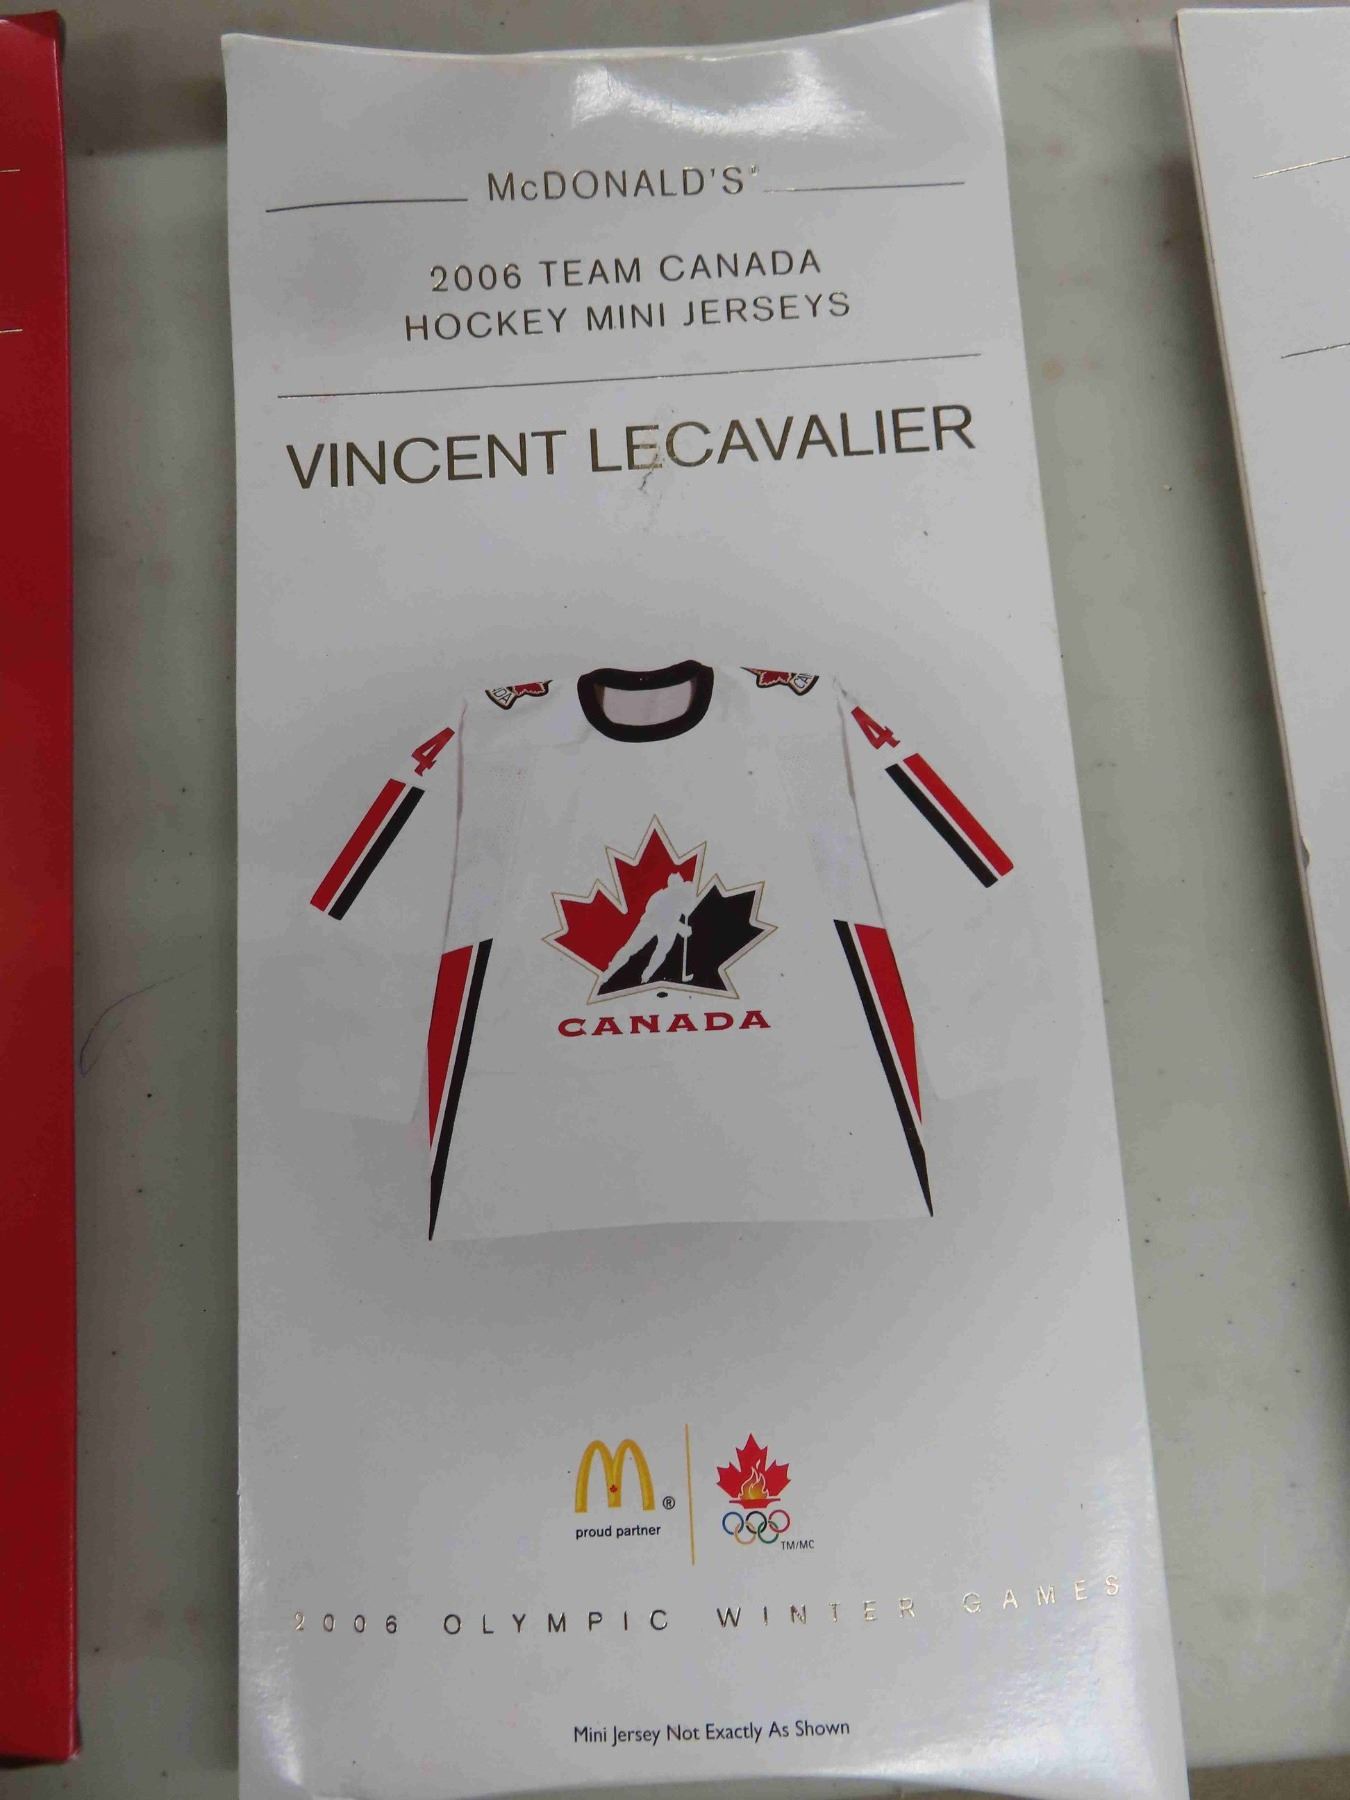 McDONALD'S®
2006 TEAM CANADA
HOCKEY MINI JERSEYS
VINCENT LECAVALIER
4
4
CANADA
®
proud partner
TM/MC
2006 OLYMPIC WINTER GAMES
Mini Jersey Not Exactly As Shown